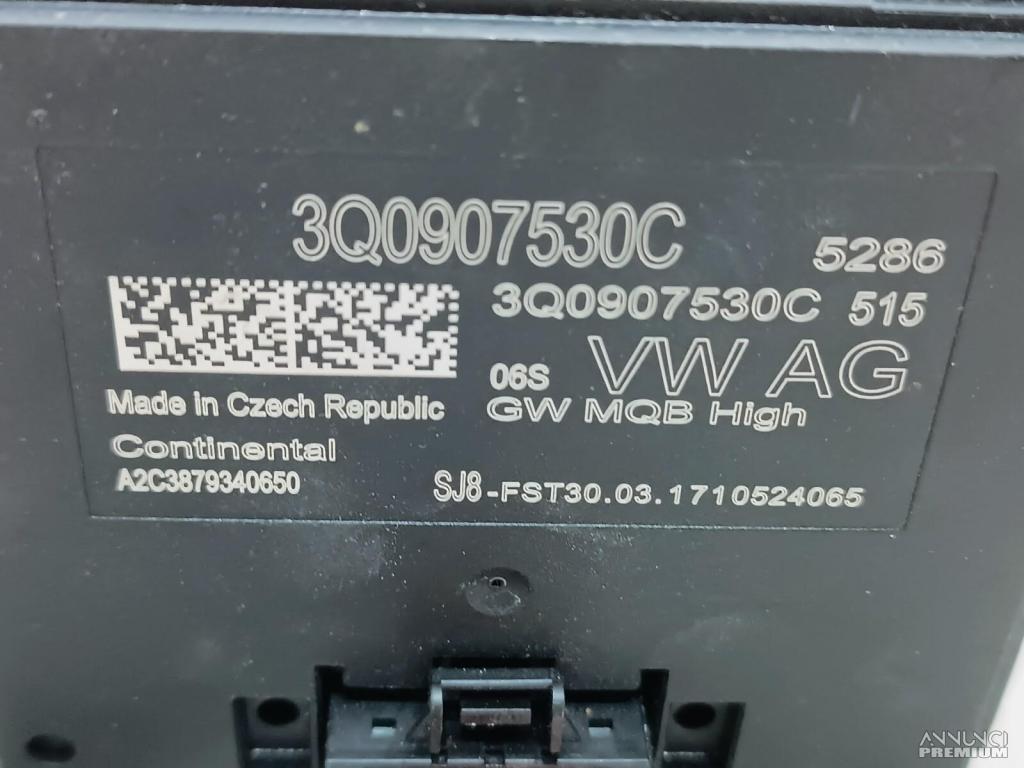 3Q0907530C
5286
3Q0907530C 515
06S VW AG
GW MQB High
Made in Czech Republic
Continental
A2C3879340650
SJ8-FST30.03.1710524065
ANNUNCI
PREMIUM